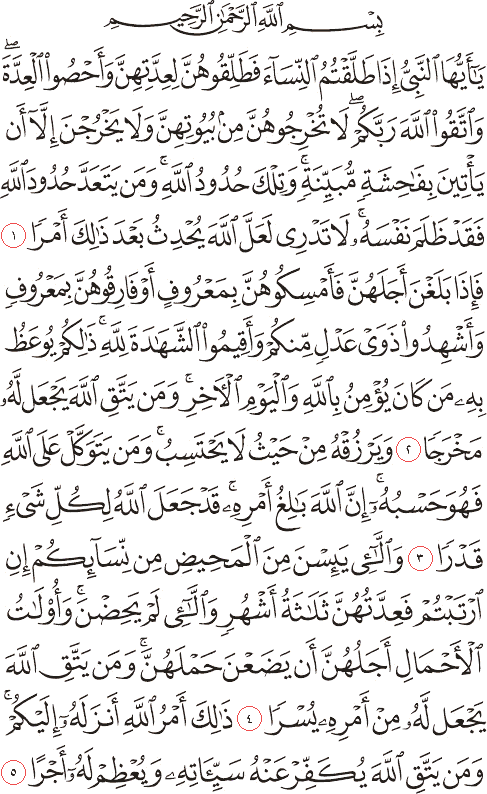 بِسْمِ ٱللَّهِ ٱلرَّحْمَٰنِ ٱلرَّحِيمِ
يَٰٓأَيُّهَا ٱلنَّبِىُّ إِذَا طَلَّقْتُمُ ٱلنِّسَآءَ فَطَلِّقُوهُنَّ لِعِدَّتِهِنَّ وَأَحْصُوا۟ ٱلْعِدَّةَ ۖ
وَٱتَّقُوا۟ ٱللَّهَ رَبَّكُمْ ۖ لَا تُخْرِجُوهُنَّ مِنۢ بُيُوتِهِنَّ وَلَا يَخْرُجْنَ إِلَّآ أَن
يَأْتِينَ بِفَٰحِشَةٍ مُّبَيِّنَةٍ ۚ وَتِلْكَ حُدُودُ ٱللَّهِ ۚ وَمَن يَتَعَدَّ حُدُودَ ٱللَّهِ
فَقَدْ ظَلَمَ نَفْسَهُۥ ۚ لَا تَدْرِى لَعَلَّ ٱللَّهَ يُحْدِثُ بَعْدَ ذَٰلِكَ أَمْرًا ١
فَإِذَا بَلَغْنَ أَجَلَهُنَّ فَأَمْسِكُوهُنَّ بِمَعْرُوفٍ أَوْ فَارِقُوهُنَّ بِمَعْرُوفٍ
وَأَشْهِدُوا۟ ذَوَىْ عَدْلٍ مِّنكُمْ وَأَقِيمُوا۟ ٱلشَّهَٰدَةَ لِلَّهِ ۚ ذَٰلِكُمْ يُوعَظُ
بِهِۦ مَن كَانَ يُؤْمِنُ بِٱللَّهِ وَٱلْيَوْمِ ٱلْءَاخِرِ ۚ وَمَن يَتَّقِ ٱللَّهَ يَجْعَل لَّهُۥ
مَخْرَجًا ٢ وَيَرْزُقْهُ مِنْ حَيْثُ لَا يَحْتَسِبُ ۚ وَمَن يَتَوَكَّلْ عَلَى ٱللَّهِ
فَهُوَ حَسْبُهُۥٓ ۚ إِنَّ ٱللَّهَ بَٰلِغُ أَمْرِهِۦ ۚ قَدْ جَعَلَ ٱللَّهُ لِكُلِّ شَىْءٍ
قَدْرًا ٣ وَٱلَّٰٓـِٔى يَئِسْنَ مِنَ ٱلْمَحِيضِ مِن نِّسَآئِكُمْ إِنِ
ٱرْتَبْتُمْ فَعِدَّتُهُنَّ ثَلَٰثَةُ أَشْهُرٍ وَٱلَّٰٓـِٔى لَمْ يَحِضْنَ ۚ وَأُو۟لَٰتُ
ٱلْأَحْمَالِ أَجَلُهُنَّ أَن يَضَعْنَ حَمْلَهُنَّ ۚ وَمَن يَتَّقِ ٱللَّهَ
يَجْعَل لَّهُۥ مِنْ أَمْرِهِۦ يُسْرًا ٤ ذَٰلِكَ أَمْرُ ٱللَّهِ أَنزَلَهُۥٓ إِلَيْكُمْ ۚ
وَمَن يَتَّقِ ٱللَّهَ يُكَفِّرْ عَنْهُ سَيِّـَٔاتِهِۦ وَيُعْظِمْ لَهُۥٓ أَجْرًا ٥